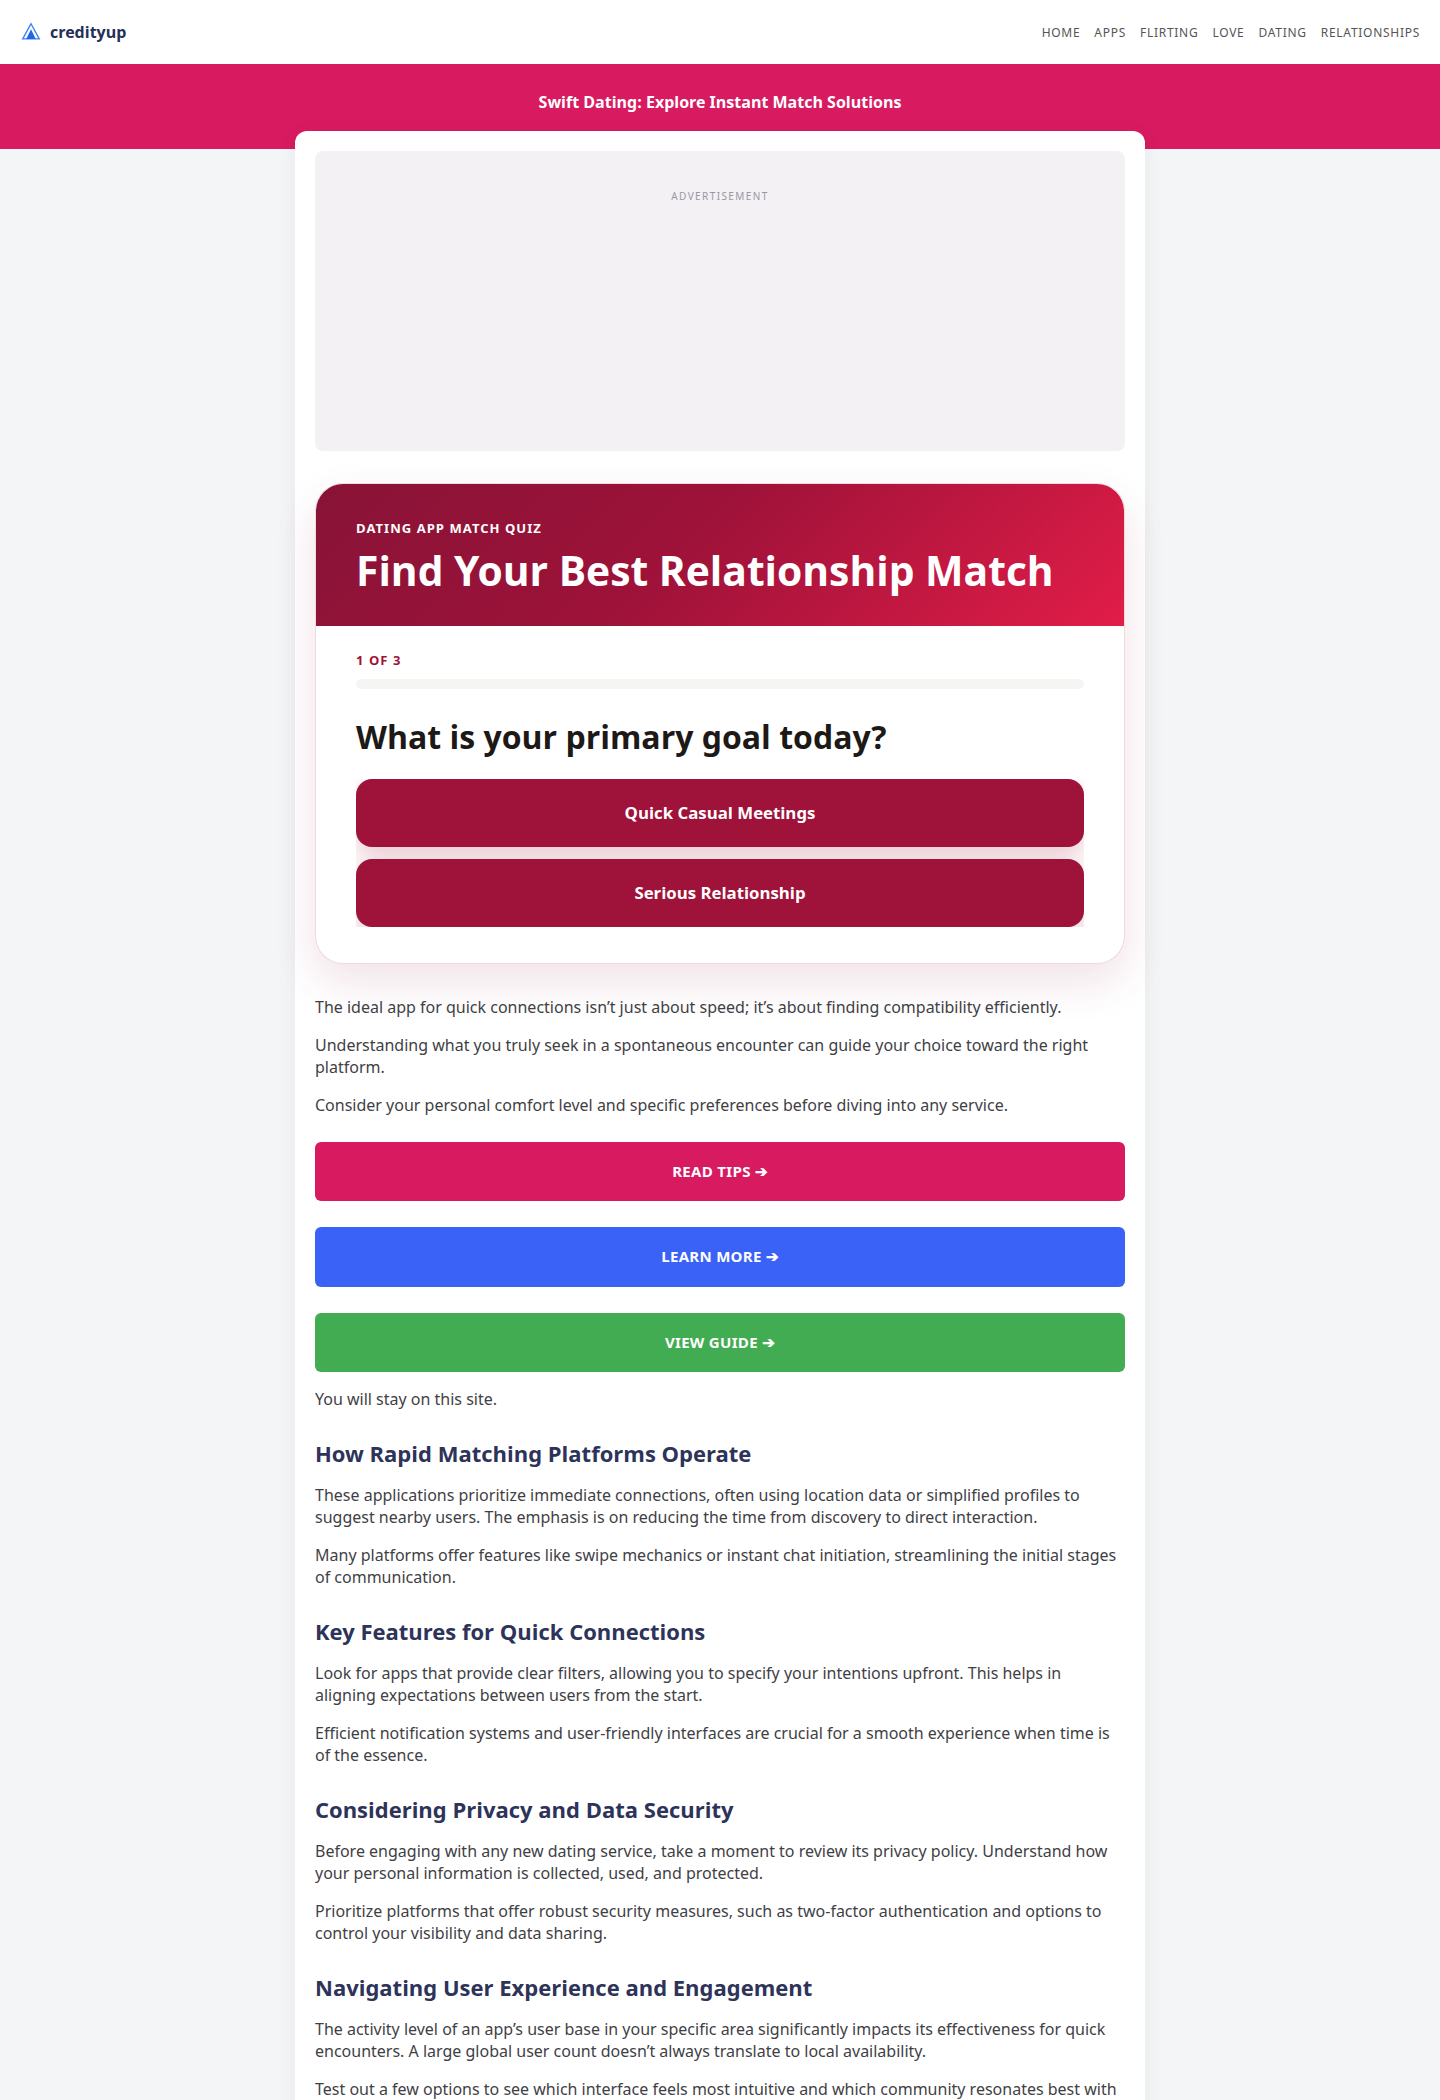 credityup
HOME APPS FLIRTING LOVE DATING RELATIONSHIPS
Swift Dating: Explore Instant Match Solutions
ADVERTISEMENT
DATING APP MATCH QUIZ
Find Your Best Relationship Match
1 OF 3
What is your primary goal today?
Quick Casual Meetings
Serious Relationship
The ideal app for quick connections isn’t just about speed; it’s about finding compatibility efficiently.
Understanding what you truly seek in a spontaneous encounter can guide your choice toward the right
platform.
Consider your personal comfort level and specific preferences before diving into any service.
READ TIPS ➔
LEARN MORE ➔
VIEW GUIDE ➔
You will stay on this site.
How Rapid Matching Platforms Operate
These applications prioritize immediate connections, often using location data or simplified profiles to
suggest nearby users. The emphasis is on reducing the time from discovery to direct interaction.
Many platforms offer features like swipe mechanics or instant chat initiation, streamlining the initial stages
of communication.
Key Features for Quick Connections
Look for apps that provide clear filters, allowing you to specify your intentions upfront. This helps in
aligning expectations between users from the start.
Efficient notification systems and user-friendly interfaces are crucial for a smooth experience when time is
of the essence.
Considering Privacy and Data Security
Before engaging with any new dating service, take a moment to review its privacy policy. Understand how
your personal information is collected, used, and protected.
Prioritize platforms that offer robust security measures, such as two-factor authentication and options to
control your visibility and data sharing.
Navigating User Experience and Engagement
The activity level of an app’s user base in your specific area significantly impacts its effectiveness for quick
encounters. A large global user count doesn’t always translate to local availability.
Test out a few options to see which interface feels most intuitive and which community resonates best with